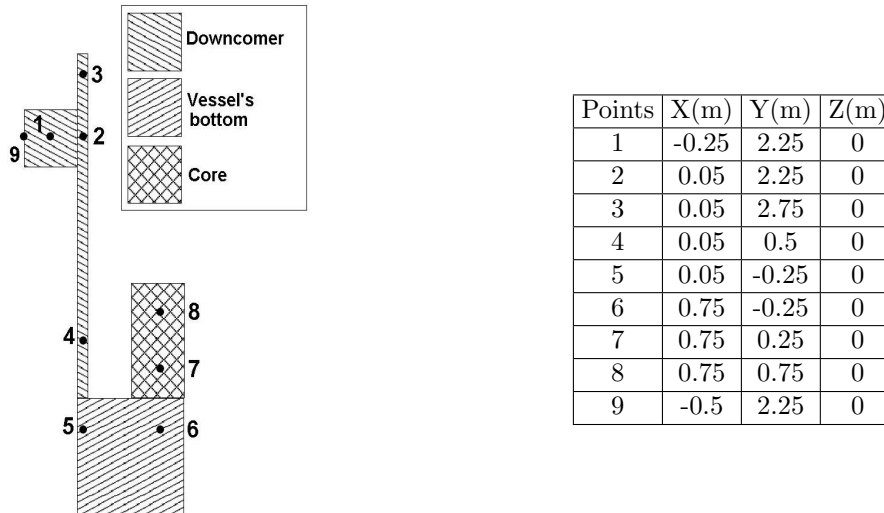 Downcomer
Vessel's
bottom
Core
3
1
2
9
8
4
7
5
6
Points X(m) Y(m) Z(m)
1 -0.25 2.25 0
2 0.05 2.25 0
3 0.05 2.75 0
4 0.05 0.5 0
5 0.05 -0.25 0
6 0.75 -0.25 0
7 0.75 0.25 0
8 0.75 0.75 0
9 -0.5 2.25 0